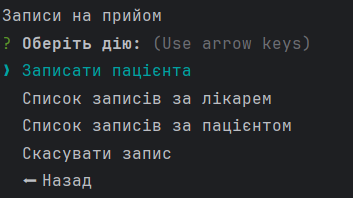 Записи на прийом
? Оберіть дію: (Use arrow keys)
❯ Записати пацієнта
Список записів за лікарем
Список записів за пацієнтом
Скасувати запис
← Назад